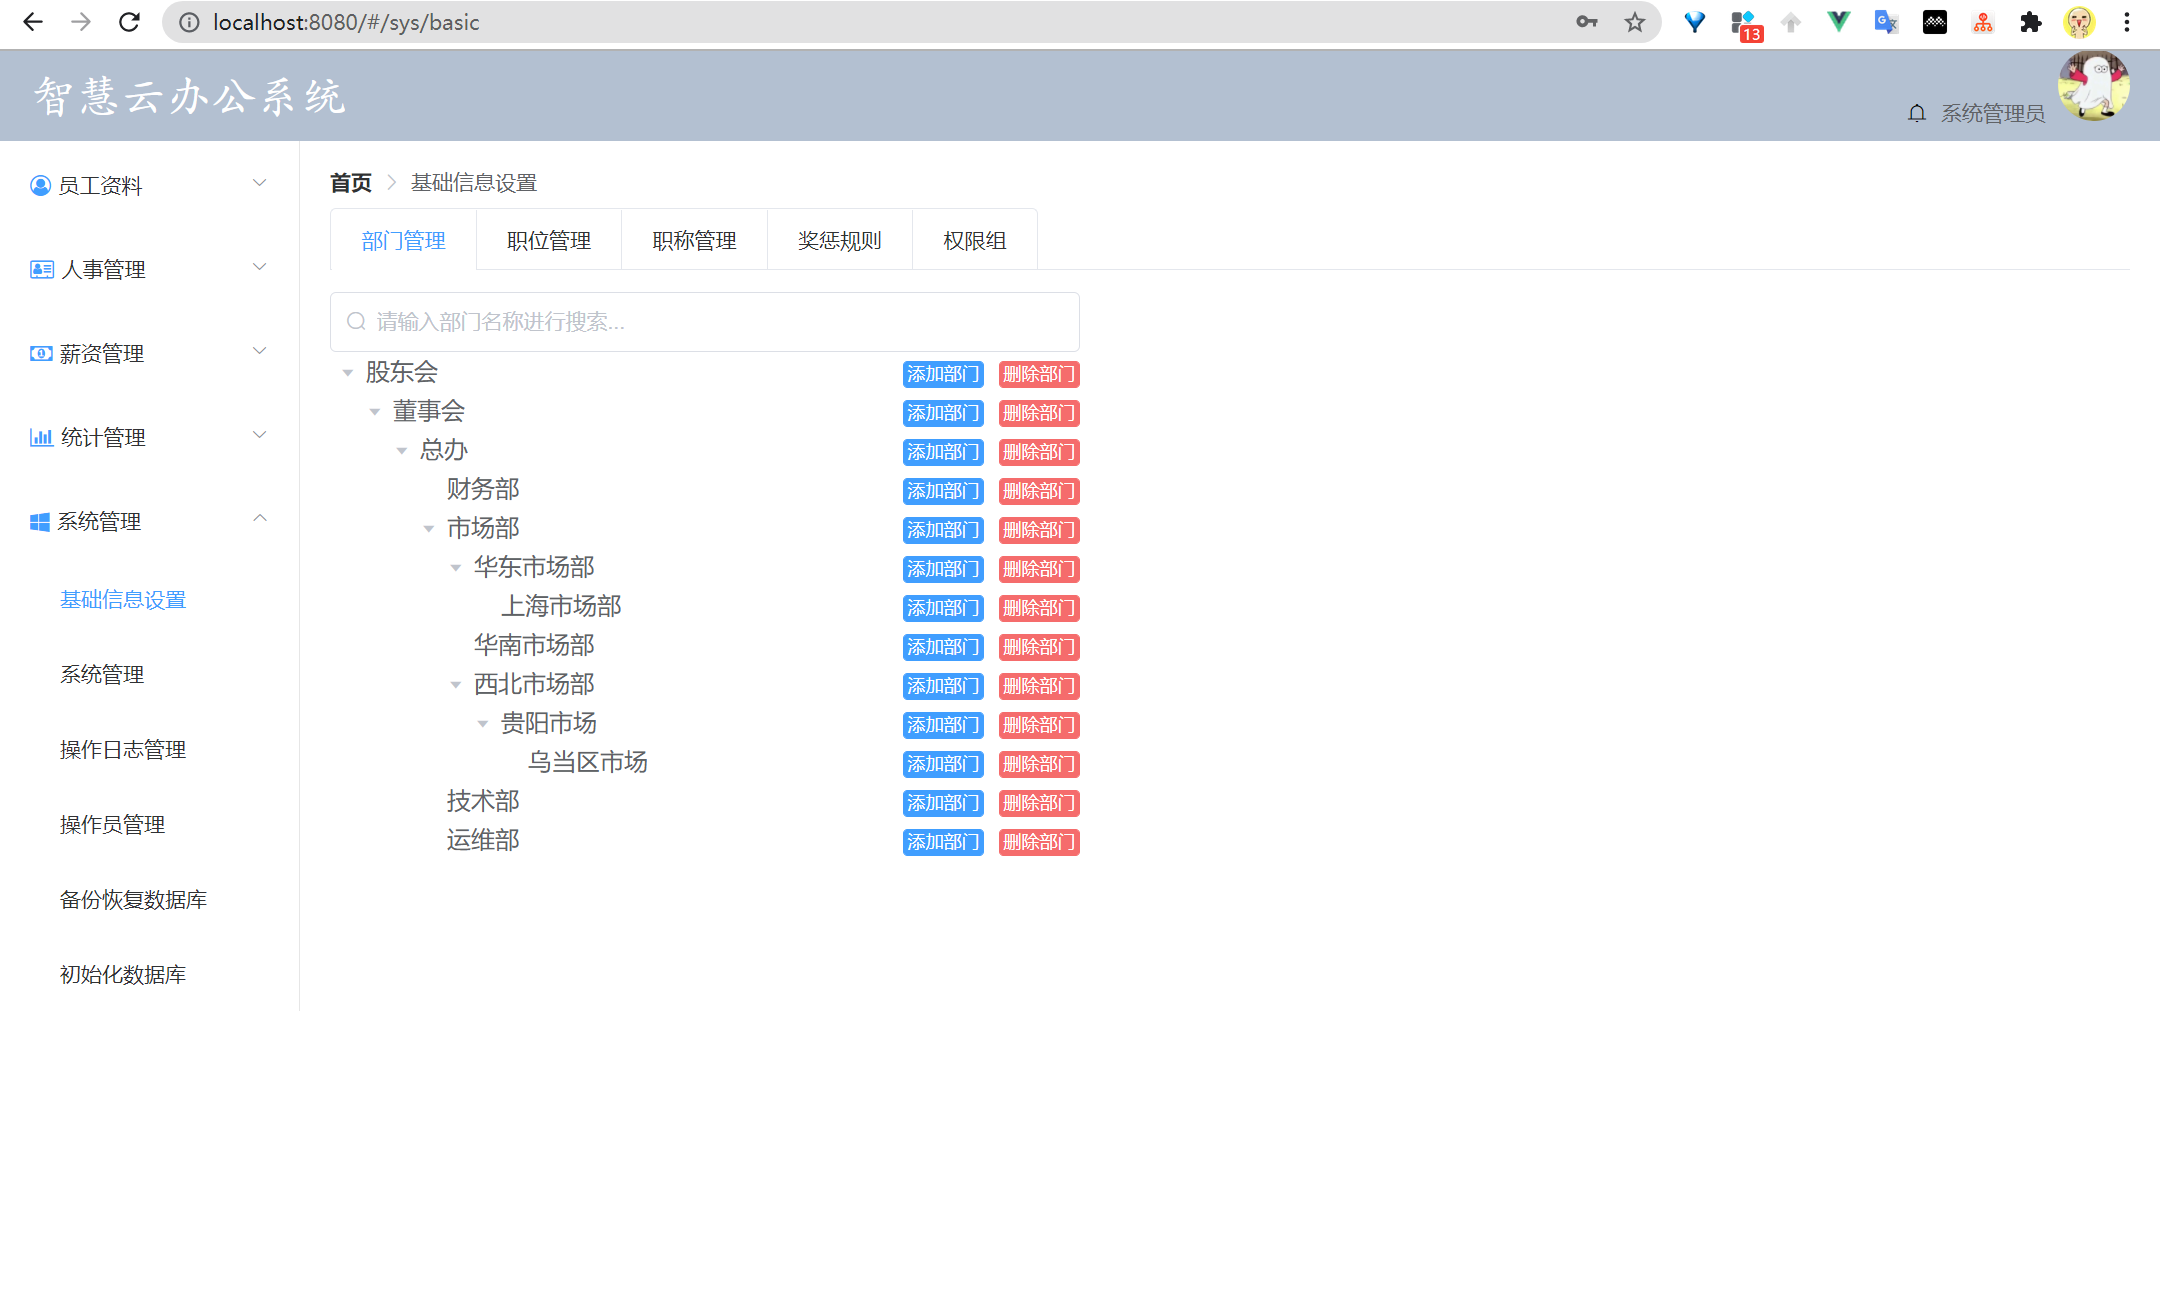 localhost:8080/#/sys/basic
13
智慧云办公系统
系统管理员
员工资料
人事管理
薪资管理
统计管理
系统管理
基础信息设置
系统管理
操作日志管理
操作员管理
备份恢复数据库
初始化数据库
首页 基础信息设置
部门管理 职位管理 职称管理 奖惩规则 权限组
请输入部门名称进行搜索...
股东会 添加部门 删除部门
董事会 添加部门 删除部门
总办 添加部门 删除部门
财务部 添加部门 删除部门
市场部 添加部门 删除部门
华东市场部 添加部门 删除部门
上海市场部 添加部门 删除部门
华南市场部 添加部门 删除部门
西北市场部 添加部门 删除部门
贵阳市场 添加部门 删除部门
乌当区市场 添加部门 删除部门
技术部 添加部门 删除部门
运维部 添加部门 删除部门